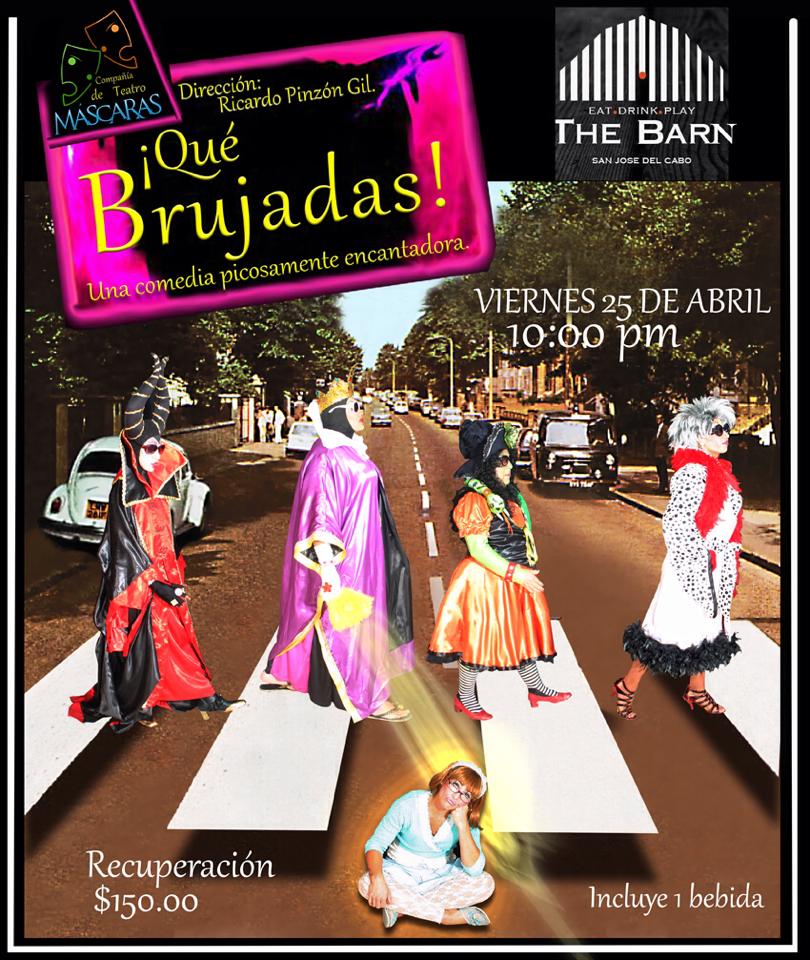 Compañía
de Teatro
MÁSCARAS
Dirección:
Ricardo Pinzón Gil.
¡Qué
Brujadas!
Una comedia picosamente encantadora.
EAT•DRINK•PLAY
THE BARN
SAN JOSE DEL CABO
VIERNES 25 DE ABRIL
10:00 pm
Recuperación
$150.00
Incluye 1 bebida